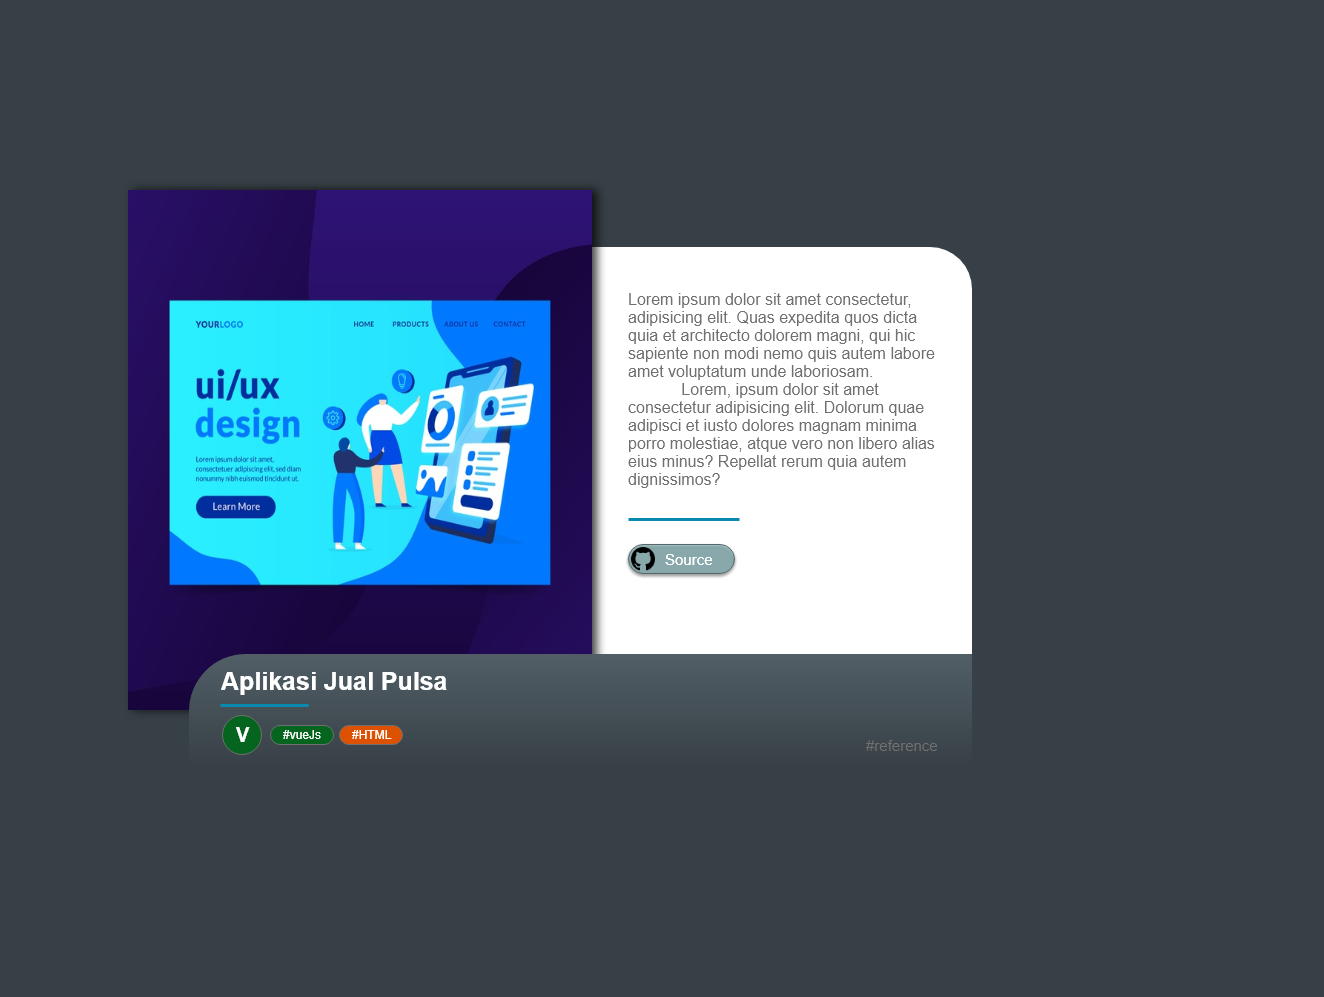 YOURLOGO
HOME PRODUCTS ABOUT US CONTACT
ui/ux
design
Lorem ipsum dolor sit amet,
consectetuer adipiscing elit, sed diam
nonummy nibh euismod tincidunt ut.
Learn More
Lorem ipsum dolor sit amet consectetur,
adipisicing elit. Quas expedita quos dicta
quia et architecto dolorem magni, qui hic
sapiente non modi nemo quis autem labore
amet voluptatum unde laboriosam.
Lorem, ipsum dolor sit amet
consectetur adipisicing elit. Dolorum quae
adipisci et iusto dolores magnam minima
porro molestiae, atque vero non libero alias
eius minus? Repellat rerum quia autem
dignissimos?
Source
Aplikasi Jual Pulsa
V #vueJs #HTML
#reference